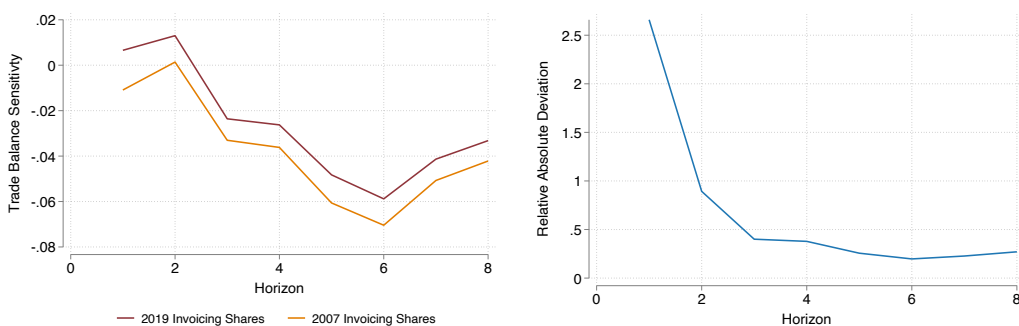 Trade Balance Sensitivty
.02
0
-.02
-.04
-.06
-.08
0 2 4 6 8
Horizon
2019 Invoicing Shares 2007 Invoicing Shares
Relative Absolute Deviation
2.5
2
1.5
1
.5
0
0 2 4 6 8
Horizon